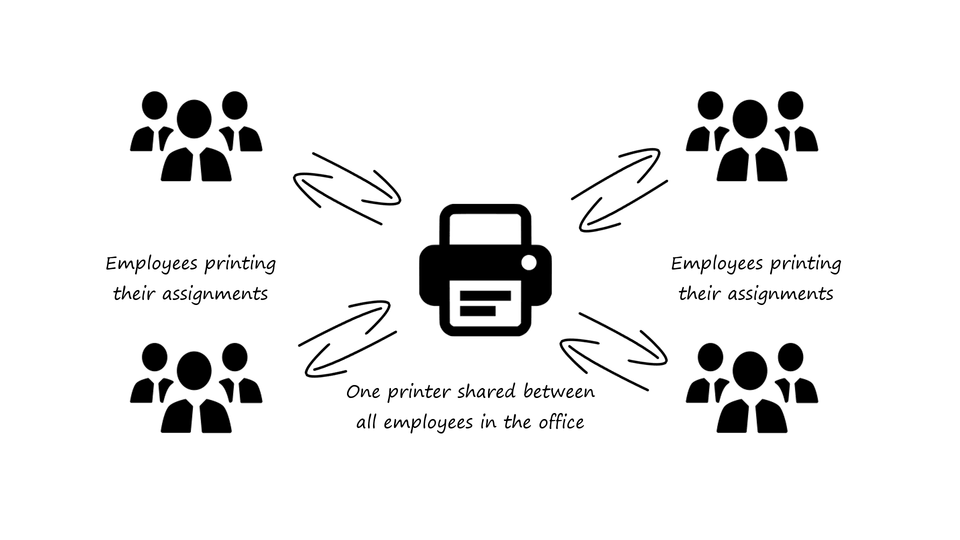 Employees printing
their assignments
Employees printing
their assignments
One printer shared between
all employees in the office